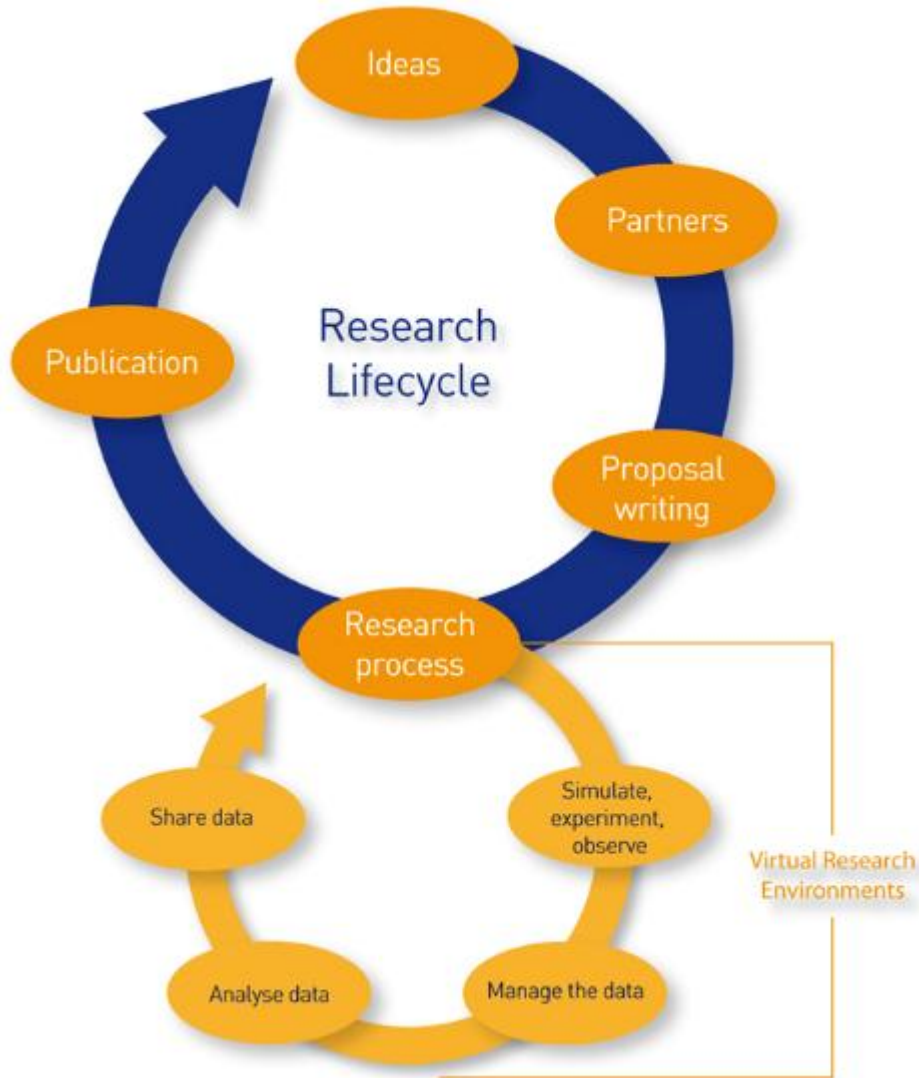 Ideas
Partners
Research
Lifecycle
Publication
Proposal
writing
Research
process
Simulate,
experiment,
observe
Share data
Virtual Research
Environments
Manage the data
Analyse data